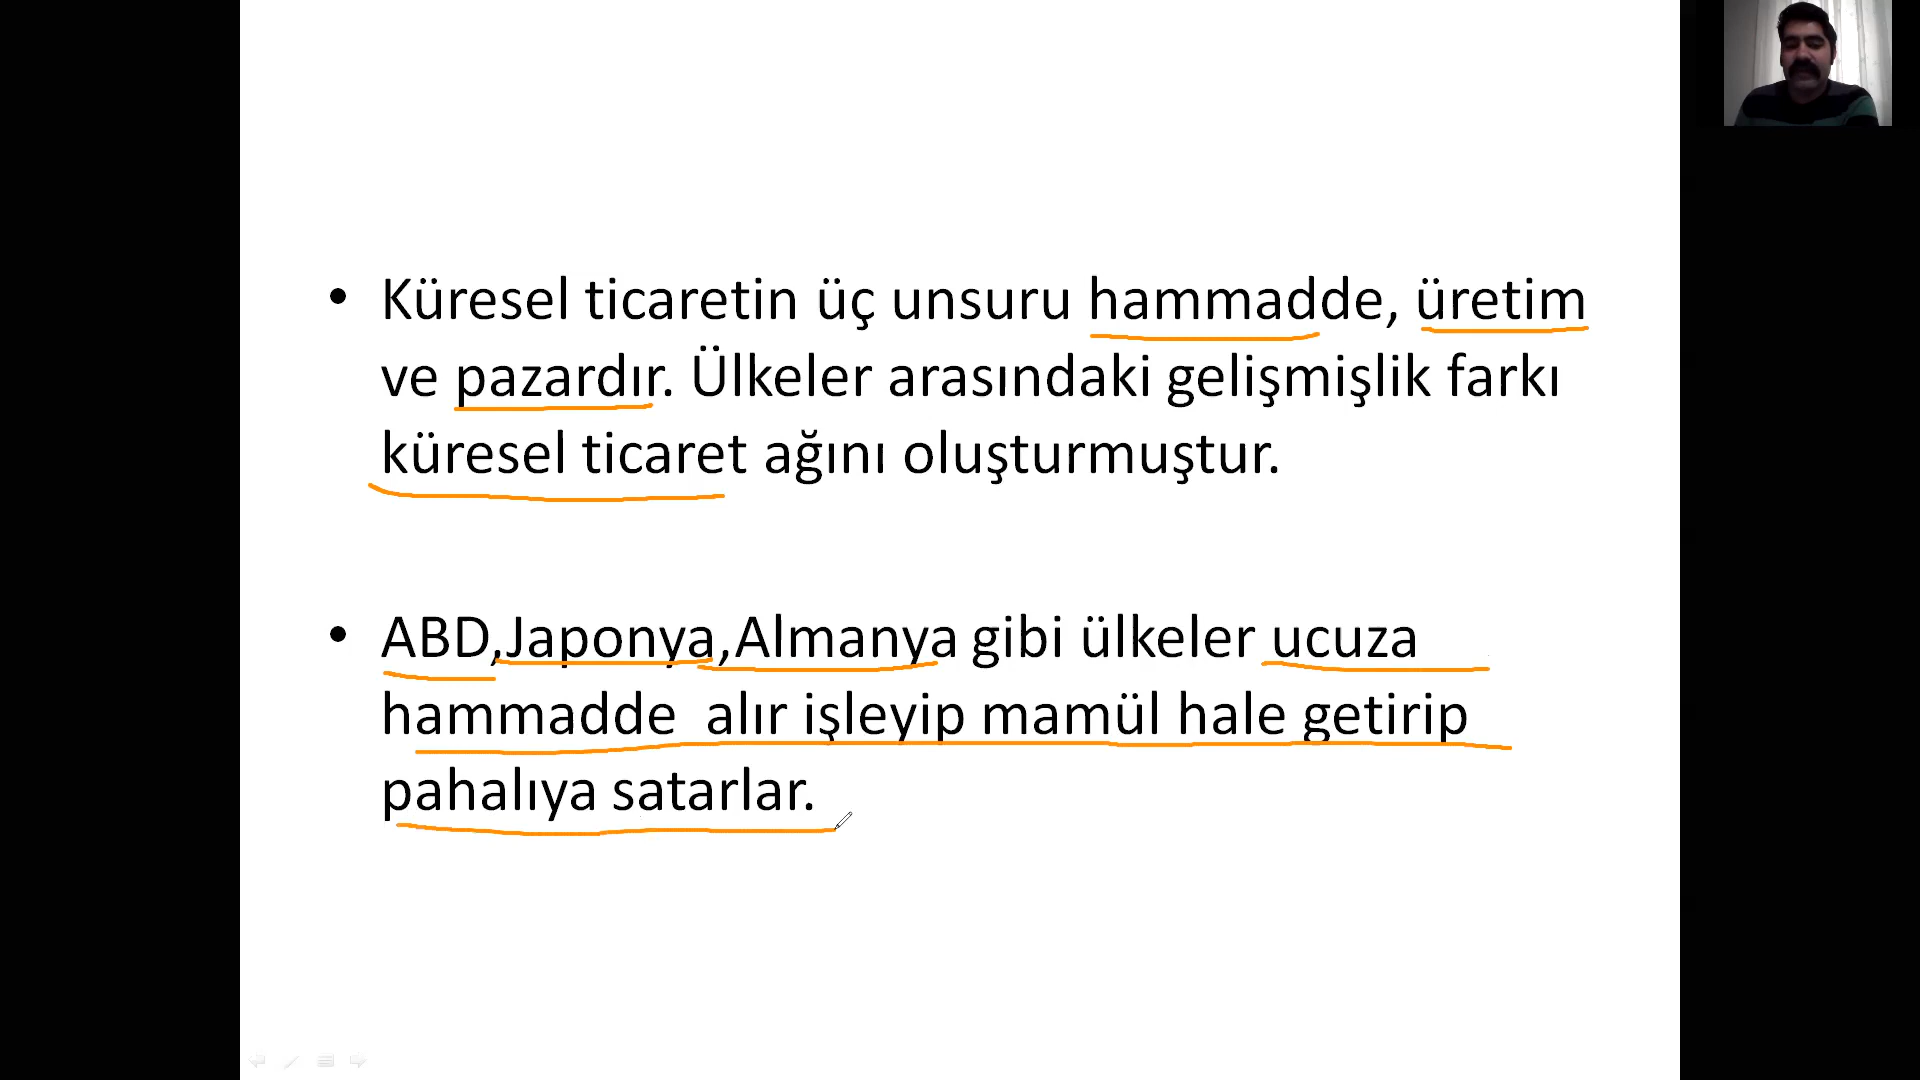 • Küresel ticaretin üç unsuru hammadde, üretim
ve pazardır. Ülkeler arasındaki gelişmişlik farkı
küresel ticaret ağını oluşturmuştur.
• ABD,Japonya,Almanya gibi ülkeler ucuza
hammadde  alır işleyip mamül hale getirip
pahalıya satarlar.